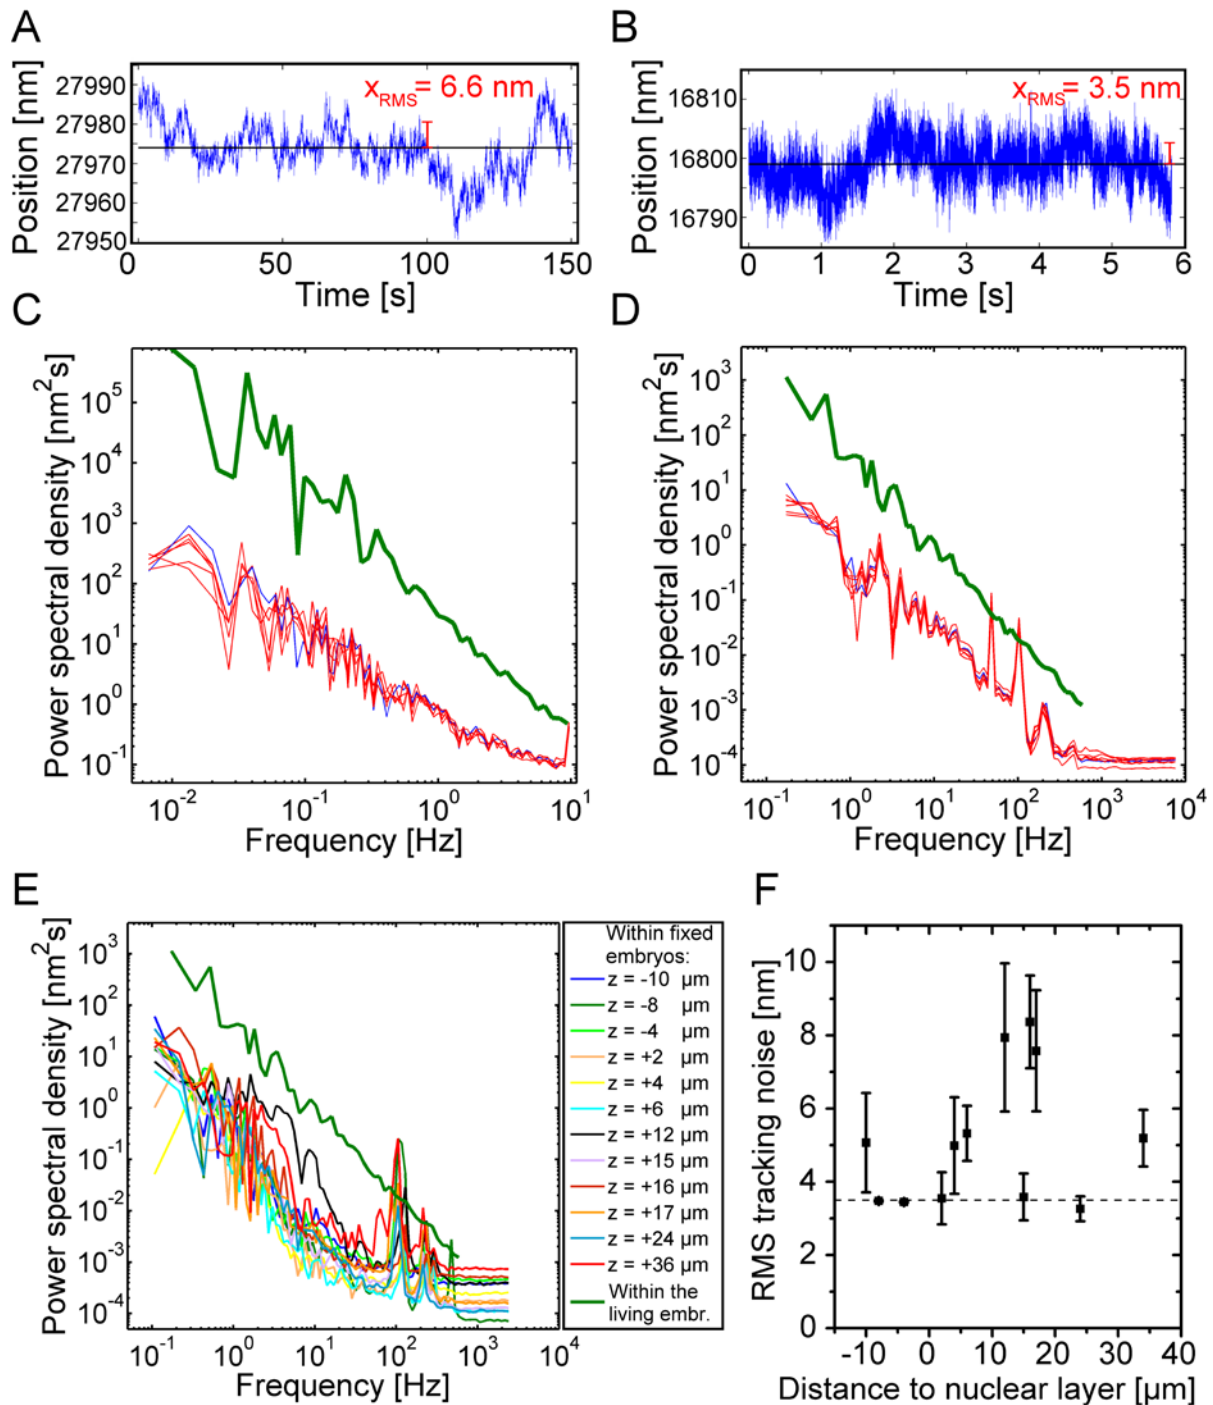 A
Position [nm]
27990
27980
27970
27960
27950
xRMS = 6.6 nm
0 50 100 150
Time [s]
B
Position [nm]
16810
16800
16790
xRMS = 3.5 nm
0 1 2 3 4 5 6
Time [s]
C
Power spectral density [nm²s]
10⁵
10⁴
10³
10²
10¹
10⁰
10⁻¹
10⁻² 10⁻¹ 10⁰ 10¹
Frequency [Hz]
D
Power spectral density [nm²s]
10³
10²
10¹
10⁰
10⁻¹
10⁻²
10⁻³
10⁻⁴
10⁻¹ 10⁰ 10¹ 10² 10³ 10⁴
Frequency [Hz]
E
Power spectral density [nm²s]
10³
10²
10¹
10⁰
10⁻¹
10⁻²
10⁻³
10⁻⁴
10⁻¹ 10⁰ 10¹ 10² 10³ 10⁴
Frequency [Hz]
Within fixed
embryos:
z = -10 µm
z = -8 µm
z = -4 µm
z = +2 µm
z = +4 µm
z = +6 µm
z = +12 µm
z = +15 µm
z = +16 µm
z = +17 µm
z = +24 µm
z = +36 µm
Within the
living embr.
F
RMS tracking noise [nm]
10
8
6
4
2
0
-10 0 10 20 30 40
Distance to nuclear layer [µm]